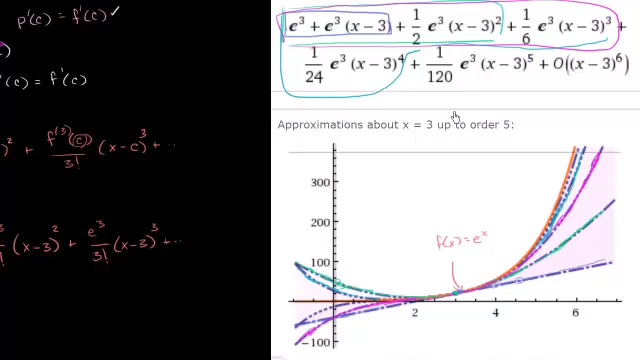 p'(c) = f'(c) ✓
'(c) = f'(c)
)² + f⁽³⁾(c)/3! (x-c)³ + ...
/! (x-3)² + e³/3! (x-3)³ + ...
e³ + e³ (x-3) + 1/2 e³ (x-3)² + 1/6 e³ (x-3)³ +
1/24 e³ (x-3)⁴ + 1/120 e³ (x-3)⁵ + O((x-3)⁶)
Approximations about x = 3 up to order 5:
300
200
f(x)=eˣ
100
2 4 6
-100